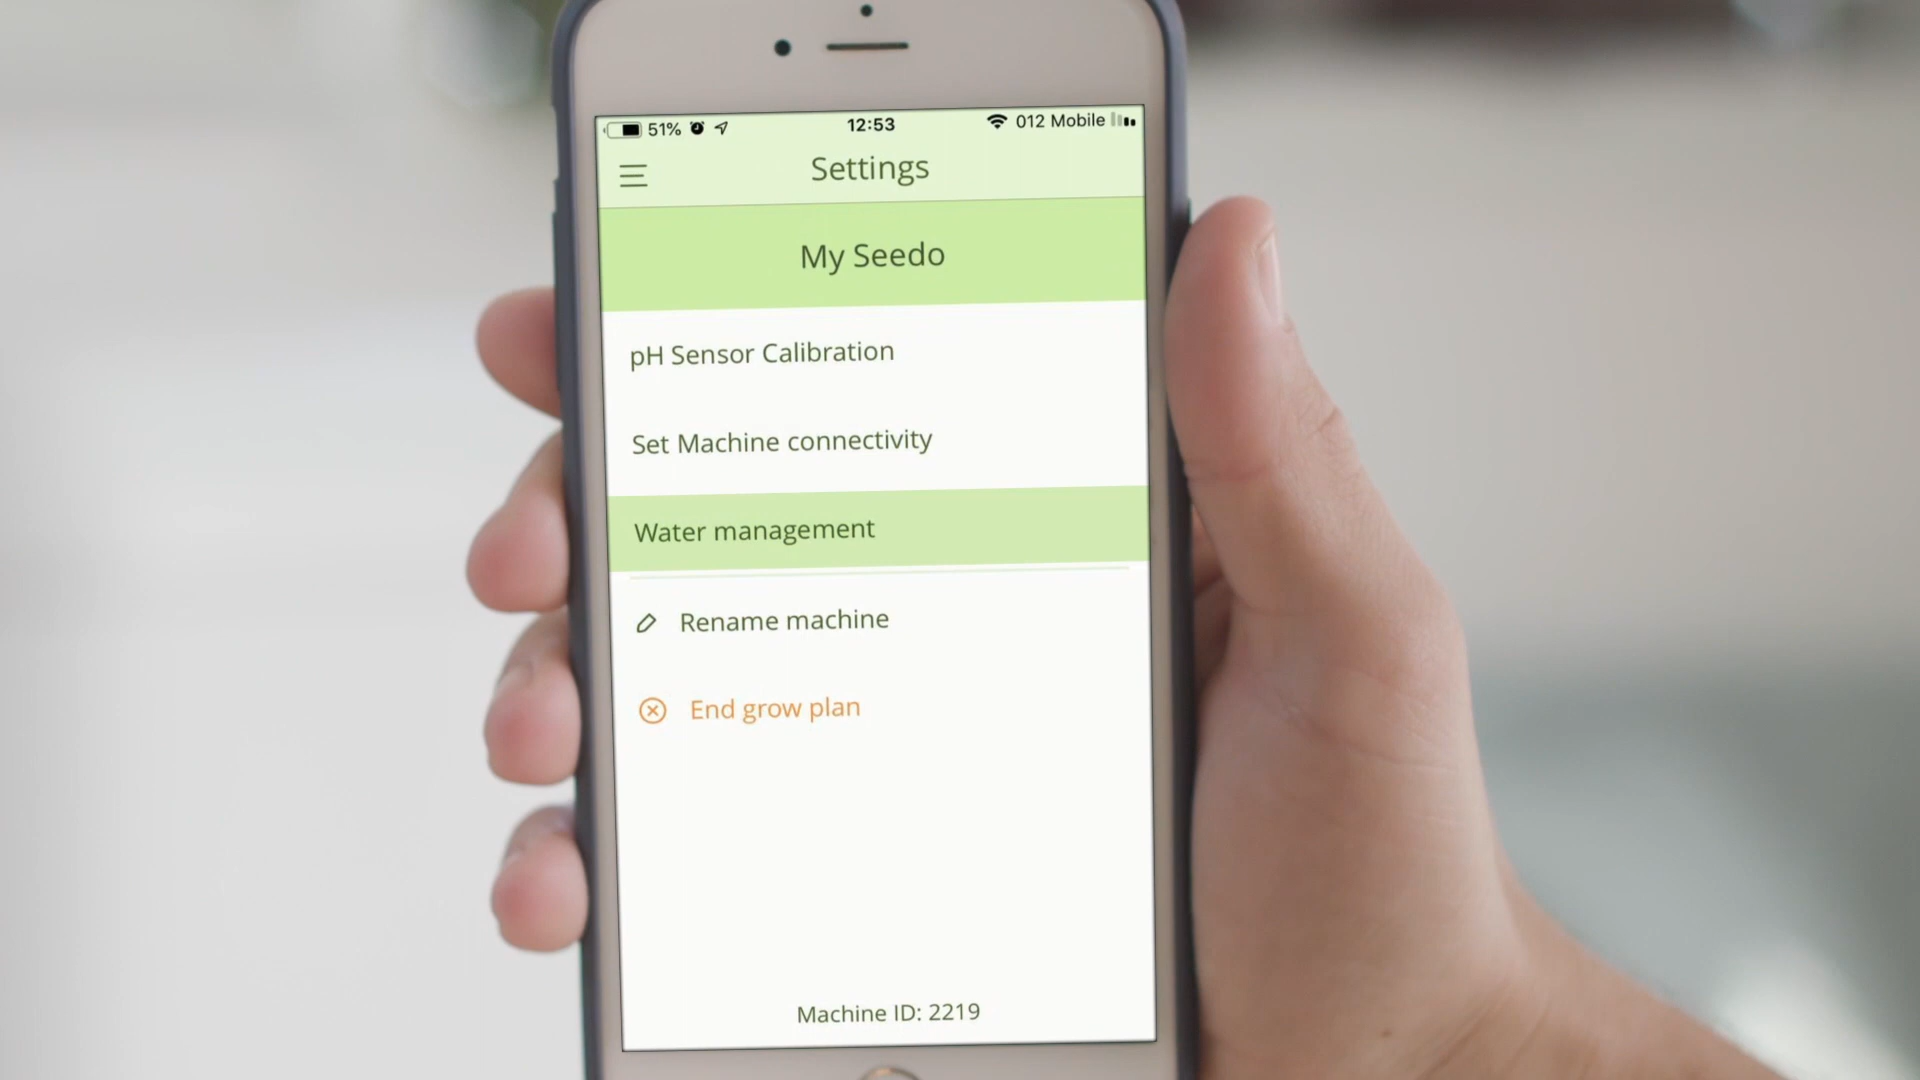 51% 12:53 012 Mobile
Settings
My Seedo
pH Sensor Calibration
Set Machine connectivity
Water management
Rename machine
End grow plan
Machine ID: 2219